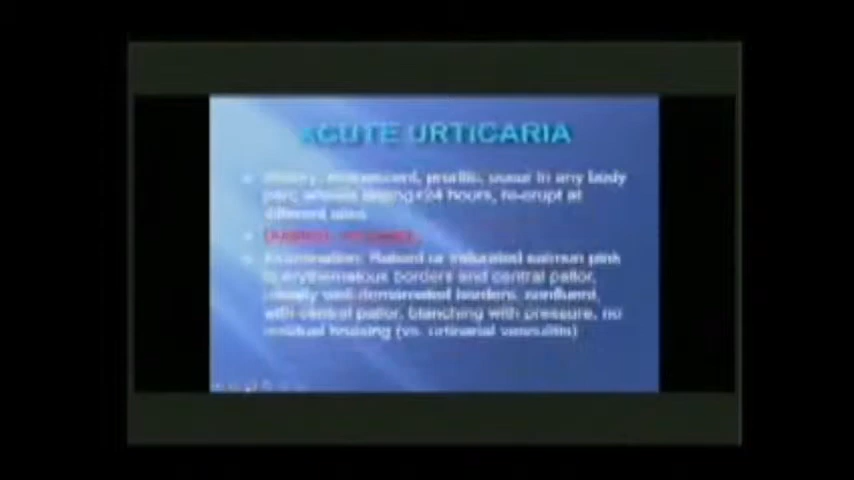 ACUTE URTICARIA
History: evanescent, pruritic, occur in any body
part, wheals lasting <24 hours, re-erupt at
different sites
Examination: Raised or indurated salmon pink
to erythematous borders and central pallor,
usually well demarcated borders, confluent,
with central pallor, blanching with pressure, no
residual bruising (vs. urticarial vasculitis)